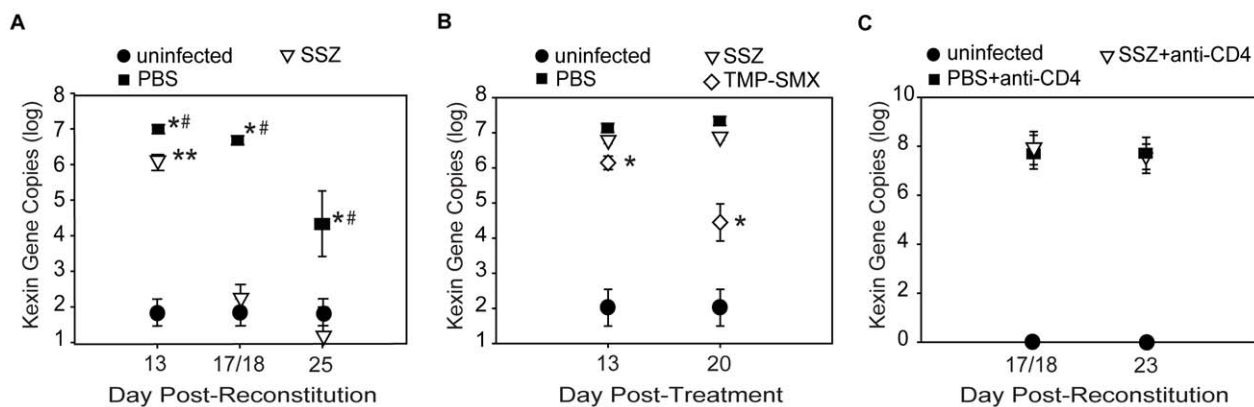 A
● uninfected ▽ SSZ
■ PBS
Kexin Gene Copies (log)
8
7
6
5
4
3
2
1
*#
**
*#
*#
13 17/18 25
Day Post-Reconstitution
B
● uninfected ▽ SSZ
■ PBS ◇ TMP-SMX
Kexin Gene Copies (log)
8
7
6
5
4
3
2
1
*
*
13 20
Day Post-Treatment
C
● uninfected ▽ SSZ+anti-CD4
■ PBS+anti-CD4
Kexin Gene Copies (log)
10
8
6
4
2
0
17/18 23
Day Post-Reconstitution